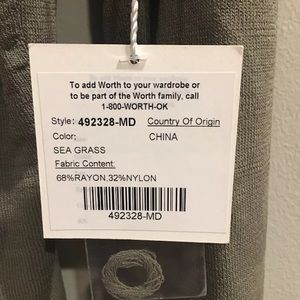 To add Worth to your wardrobe or
to be part of the Worth family, call
1-800-WORTH-OK
Style: 492328-MD Country Of Origin
Color: CHINA
SEA GRASS
Fabric Content:
68%RAYON,32%NYLON
492328-MD